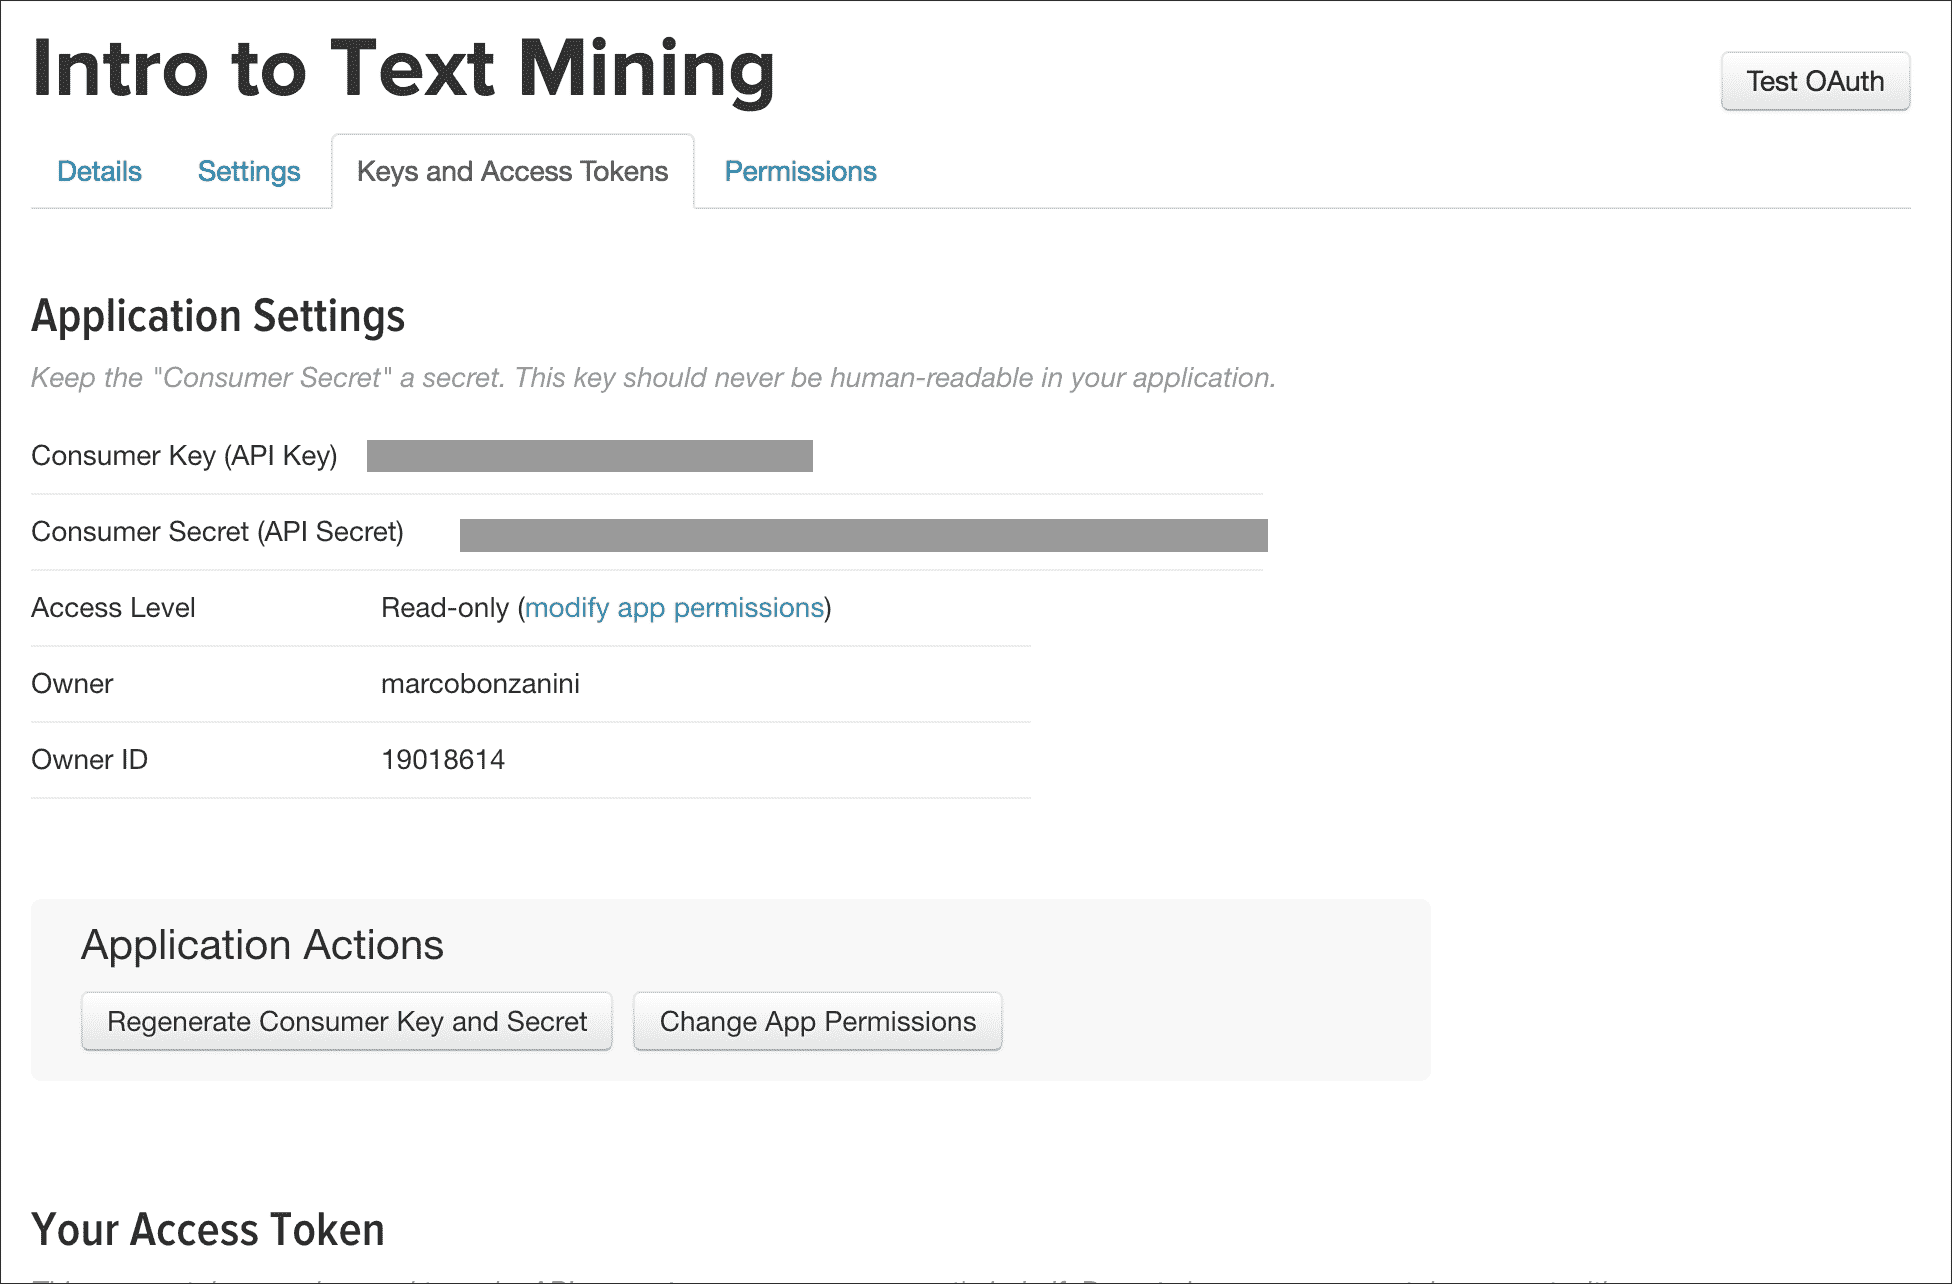 Intro to Text Mining
Test OAuth
Details Settings Keys and Access Tokens Permissions
Application Settings
Keep the "Consumer Secret" a secret. This key should never be human-readable in your application.
Consumer Key (API Key)
Consumer Secret (API Secret)
Access Level Read-only (modify app permissions)
Owner marcobonzanini
Owner ID 19018614
Application Actions
Regenerate Consumer Key and Secret Change App Permissions
Your Access Token